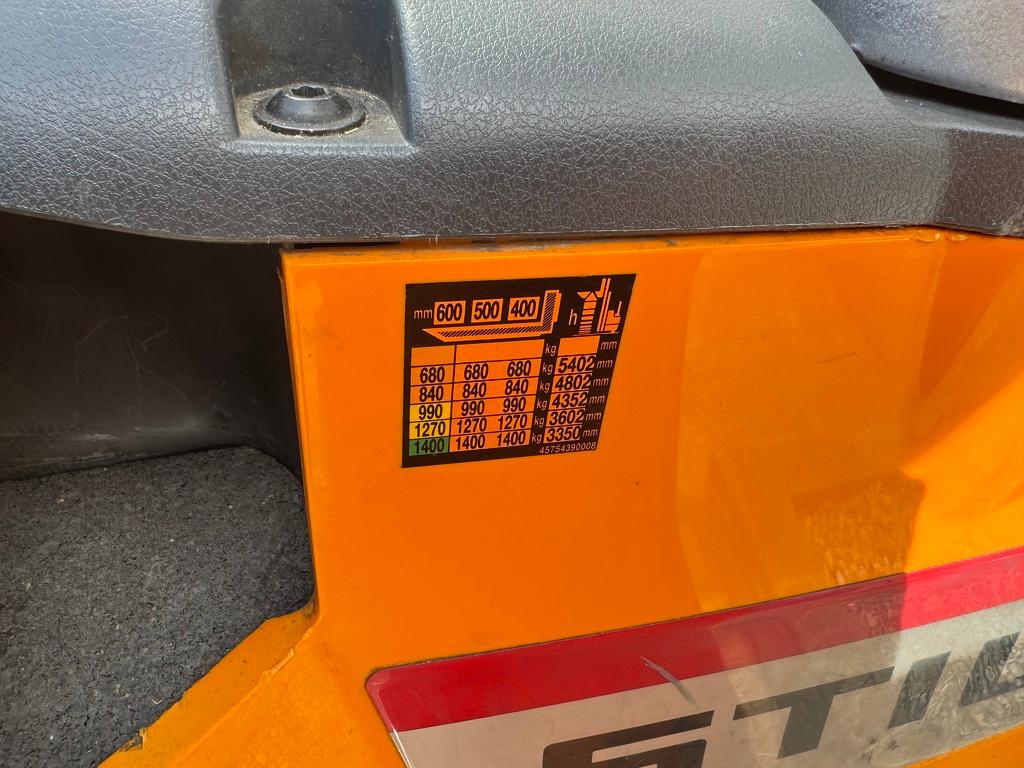 mm 600 500 400 h
kg mm
680 680 680 kg 5402 mm
840 840 840 kg 4802 mm
990 990 990 kg 4352 mm
1270 1270 1270 kg 3602 mm
1400 1400 1400 kg 3350 mm
45754390008